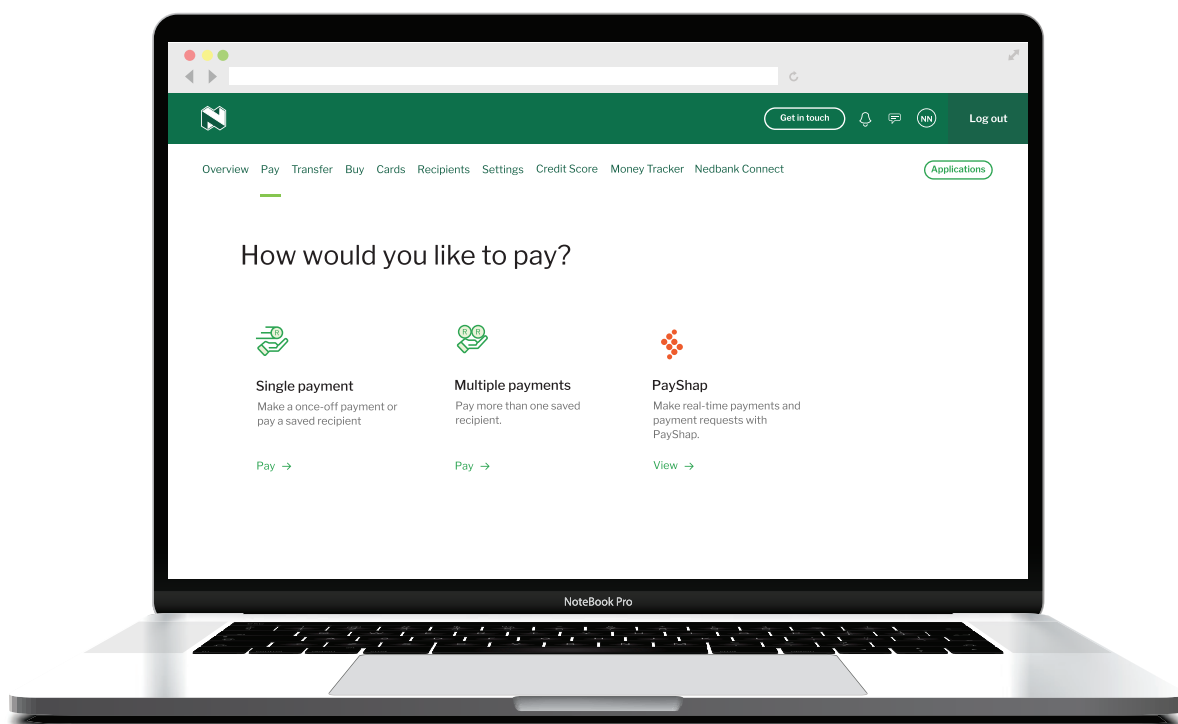 Get in touch
NN
Log out
Overview Pay Transfer Buy Cards Recipients Settings Credit Score Money Tracker Nedbank Connect
Applications
How would you like to pay?
R
R R
Single payment
Make a once-off payment or
pay a saved recipient
Pay →
Multiple payments
Pay more than one saved
recipient.
Pay →
PayShap
Make real-time payments and
payment requests with
PayShap.
View →
NoteBook Pro